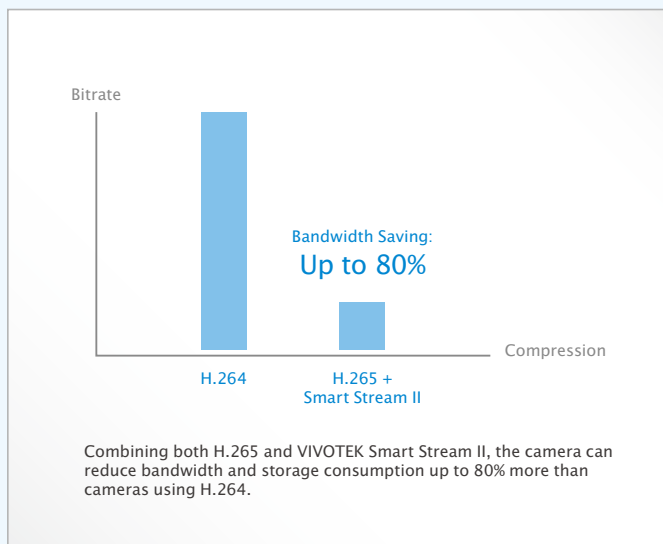 Bitrate
Bandwidth Saving:
Up to 80%
Compression
H.264
H.265 +
Smart Stream II
Combining both H.265 and VIVOTEK Smart Stream II, the camera can
reduce bandwidth and storage consumption up to 80% more than
cameras using H.264.